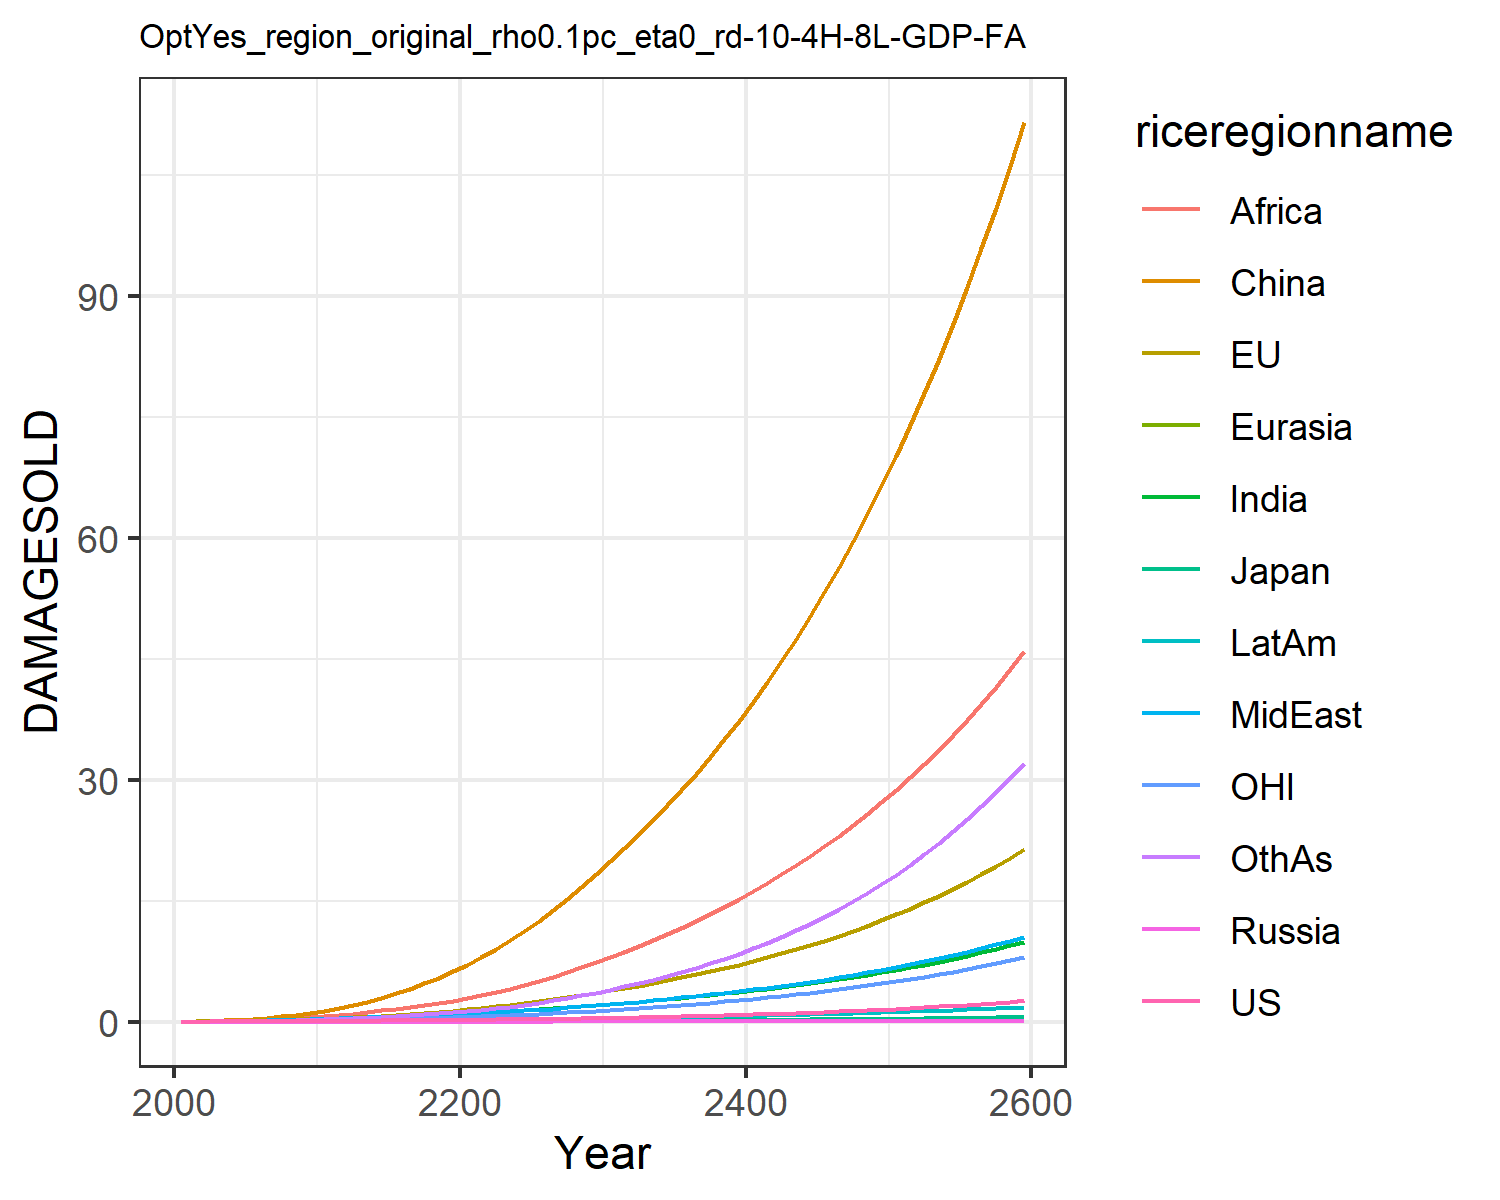 OptYes_region_original_rho0.1pc_eta0_rd-10-4H-8L-GDP-FA
DAMAGESOLD
90
60
30
0
2000
2200
2400
2600
Year
riceregionname
Africa
China
EU
Eurasia
India
Japan
LatAm
MidEast
OHI
OthAs
Russia
US